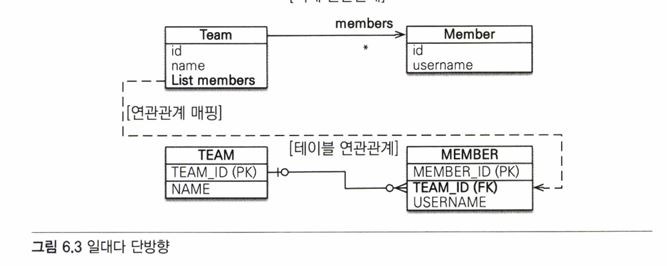 members
Team
Member
*
id
name
List members
id
username
[연관관계 매핑]
[테이블 연관관계]
TEAM
TEAM_ID (PK)
NAME
MEMBER
MEMBER_ID (PK)
TEAM_ID (FK)
USERNAME
그림 6.3 일대다 단방향